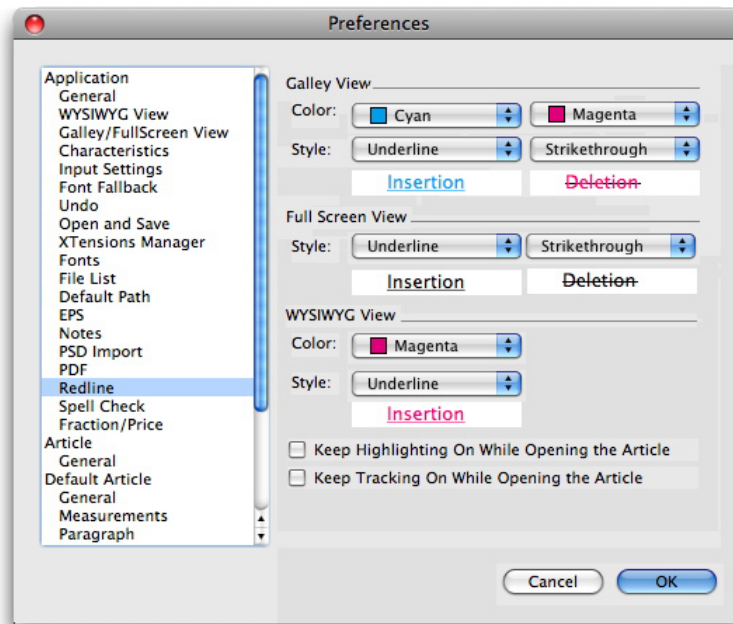 Preferences
Application
General
WYSIWYG View
Galley/FullScreen View
Characteristics
Input Settings
Font Fallback
Undo
Open and Save
XTensions Manager
Fonts
File List
Default Path
EPS
Notes
PSD Import
PDF
Redline
Spell Check
Fraction/Price
Article
General
Default Article
General
Measurements
Paragraph
Galley View
Color: Cyan Magenta
Style: Underline Strikethrough
Insertion Deletion
Full Screen View
Style: Underline Strikethrough
Insertion Deletion
WYSIWYG View
Color: Magenta
Style: Underline
Insertion
Keep Highlighting On While Opening the Article
Keep Tracking On While Opening the Article
Cancel OK